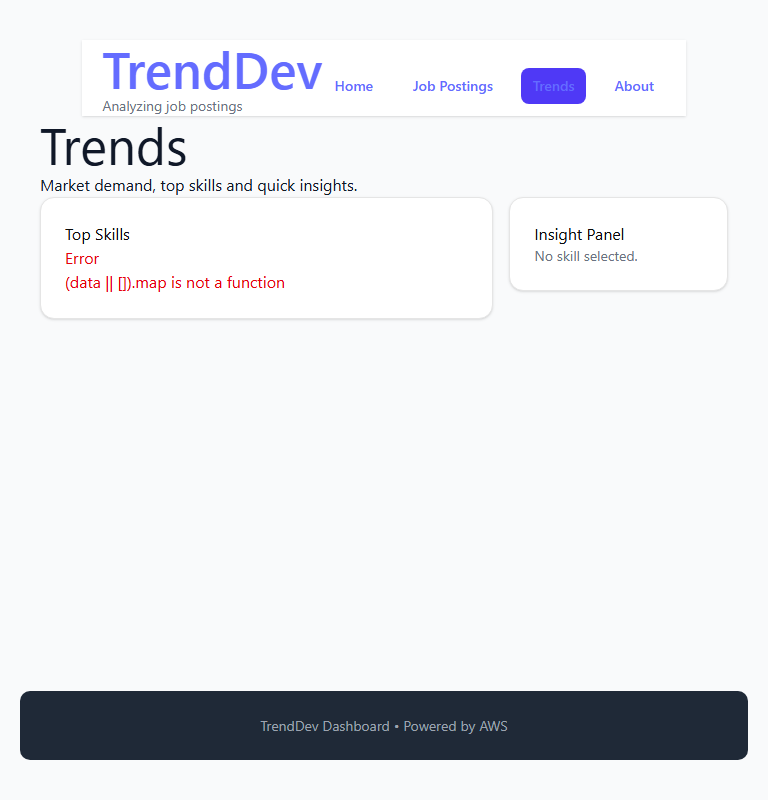 TrendDev
Analyzing job postings
Home
Job Postings
Trends
About
Trends
Market demand, top skills and quick insights.
Top Skills
Error
(data || []).map is not a function
Insight Panel
No skill selected.
TrendDev Dashboard • Powered by AWS